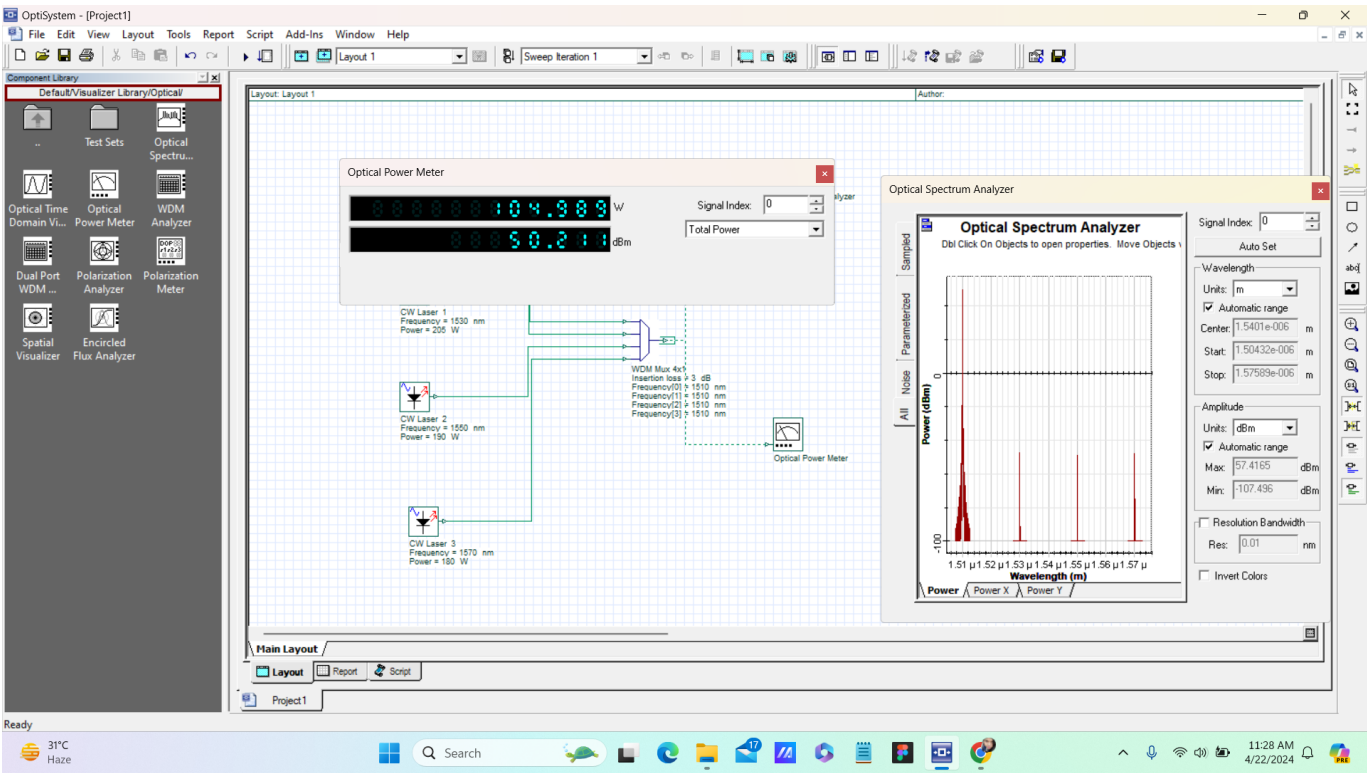 OptiSystem - [Project1]
File Edit View Layout Tools Report Script Add-Ins Window Help
Layout 1
Sweep Iteration 1
Component Library
Default/Visualizer Library/Optical/
..
Test Sets
Optical
Spectru...
Optical Time
Domain Vi...
Optical
Power Meter
WDM
Analyzer
Dual Port
WDM ...
Polarization
Analyzer
Polarization
Meter
Spatial
Visualizer
Encircled
Flux Analyzer
Layout: Layout 1
Author:
Optical Power Meter
104.989 W
50.211 dBm
Signal Index: 0
Total Power
lyzer
CW Laser 1
Frequency = 1530 nm
Power = 205 W
CW Laser 2
Frequency = 1550 nm
Power = 190 W
CW Laser 3
Frequency = 1570 nm
Power = 180 W
WDM Mux 4x1
Insertion loss = 3 dB
Frequency[0] = 1510 nm
Frequency[1] = 1510 nm
Frequency[2] = 1510 nm
Frequency[3] = 1510 nm
Optical Power Meter
Optical Spectrum Analyzer
Sampled
Parameterized
Noise
All
Optical Spectrum Analyzer
Dbl Click On Objects to open properties. Move Objects
Power (dBm)
0
-100
1.51 µ 1.52 µ 1.53 µ 1.54 µ 1.55 µ 1.56 µ 1.57 µ
Wavelength (m)
Power Power X Power Y
Signal Index: 0
Auto Set
Wavelength
Units: m
Automatic range
Center: 1.5401e-006 m
Start: 1.50432e-006 m
Stop: 1.57589e-006 m
Amplitude
Units: dBm
Automatic range
Max: 57.4165 dBm
Min: -107.496 dBm
Resolution Bandwidth
Res: 0.01 nm
Invert Colors
abc
Main Layout
Layout Report Script
Project1
Ready
31°C
Haze
Search
17
11:28 AM
4/22/2024
PRE